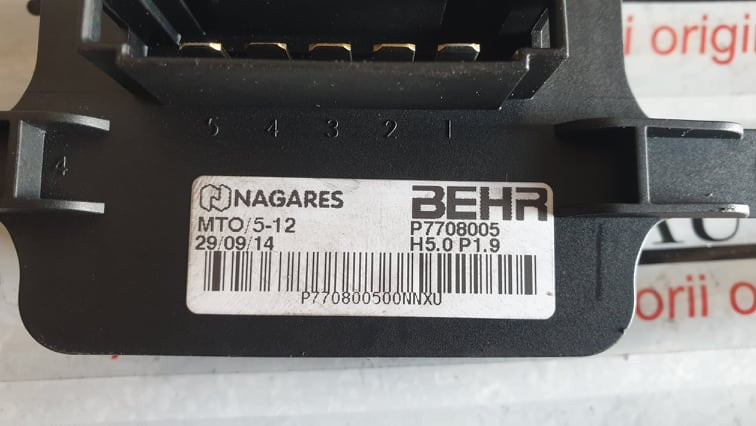 i origin
5 4 3 2 1
4
NAGARES BEHR
MTO/5-12 P7708005
29/09/14 H5.0 P1.9
P770800500NNXU
orii o